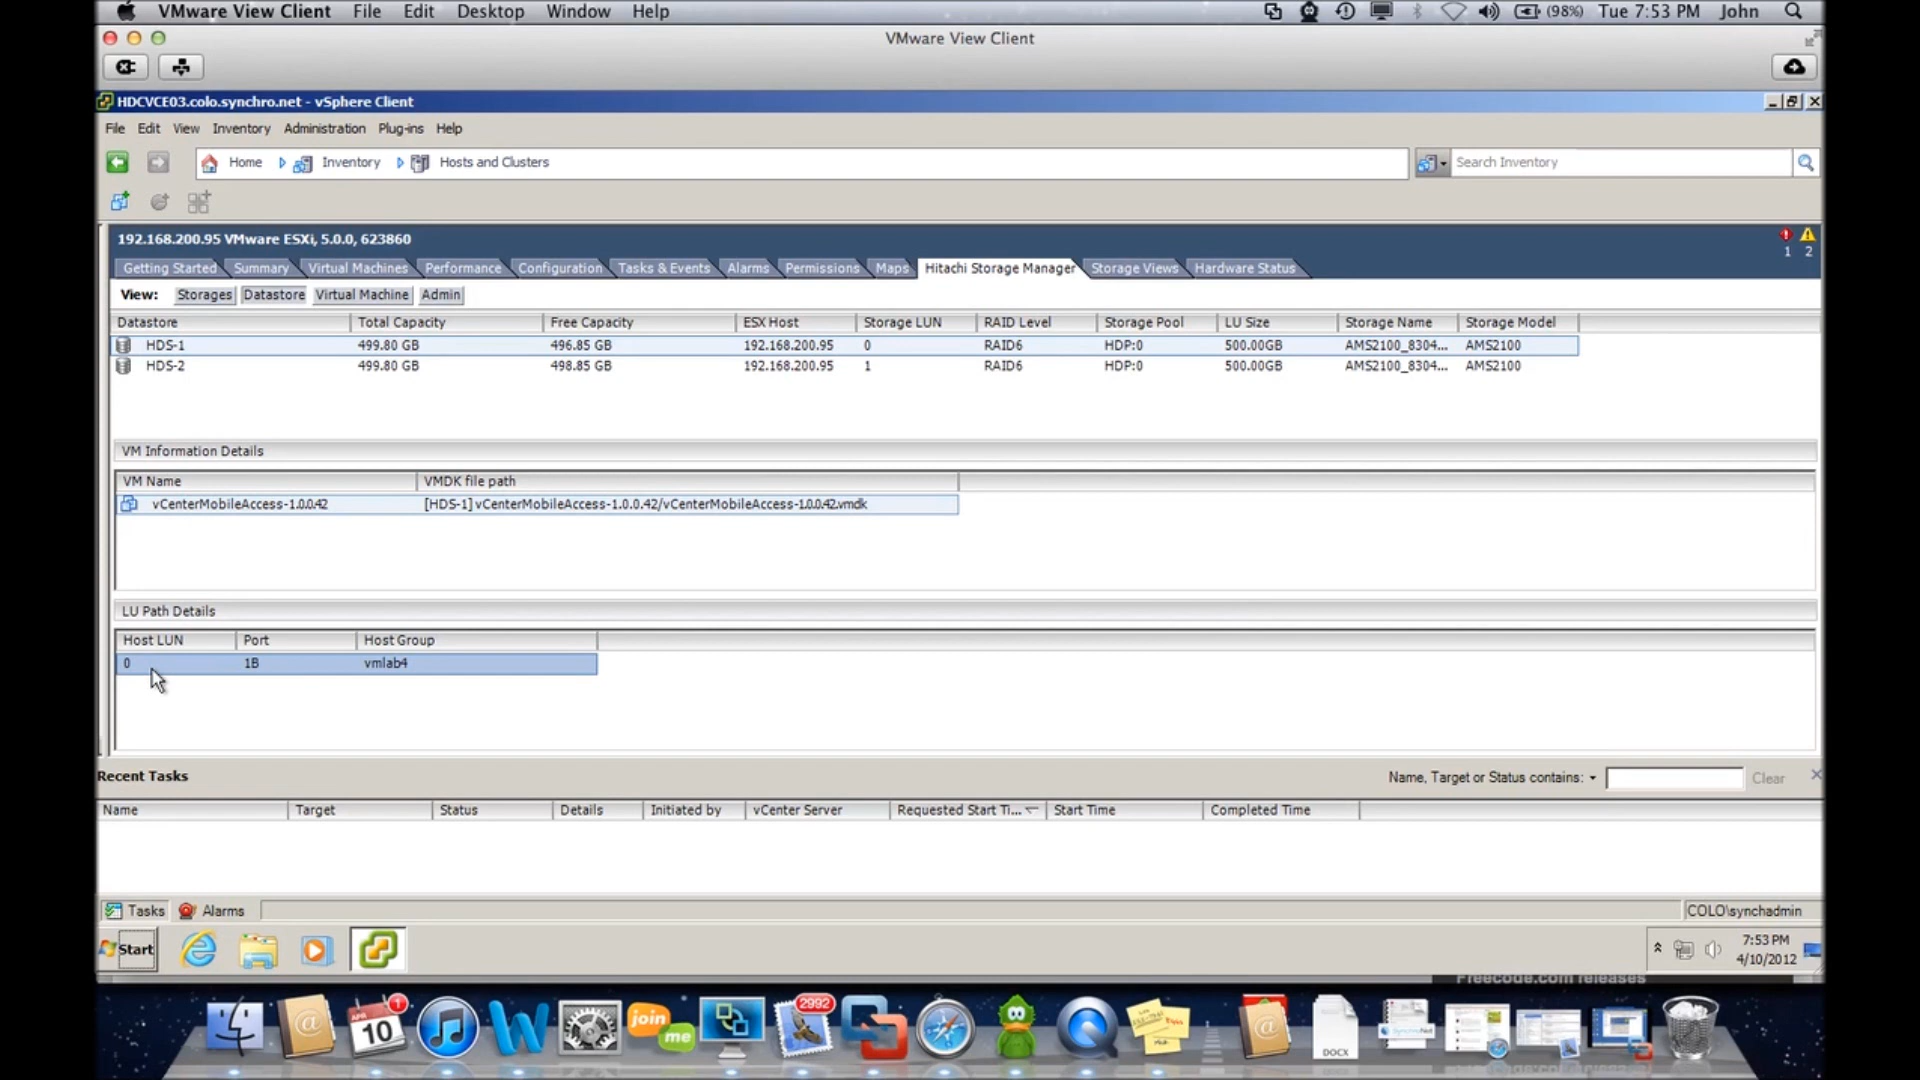 VMware View Client File Edit Desktop Window Help (98%) Tue 7:53 PM John
VMware View Client
HDCVCE03.colo.synchro.net - vSphere Client
File Edit View Inventory Administration Plug-ins Help
Home Inventory Hosts and Clusters Search Inventory
192.168.200.95 VMware ESXi, 5.0.0, 623860
1 2
Getting Started Summary Virtual Machines Performance Configuration Tasks & Events Alarms Permissions Maps Hitachi Storage Manager Storage Views Hardware Status
View: Storages Datastore Virtual Machine Admin
Datastore Total Capacity Free Capacity ESX Host Storage LUN RAID Level Storage Pool LU Size Storage Name Storage Model
HDS-1 499.80 GB 496.85 GB 192.168.200.95 0 RAID6 HDP:0 500.00GB AMS2100_8304... AMS2100
HDS-2 499.80 GB 498.85 GB 192.168.200.95 1 RAID6 HDP:0 500.00GB AMS2100_8304... AMS2100
VM Information Details
VM Name VMDK file path
vCenterMobileAccess-1.0.0.42 [HDS-1] vCenterMobileAccess-1.0.0.42/vCenterMobileAccess-1.0.0.42.vmdk
LU Path Details
Host LUN Port Host Group
0 1B vmlab4
Recent Tasks Name, Target or Status contains: Clear
Name Target Status Details Initiated by vCenter Server Requested Start Ti... Start Time Completed Time
Tasks Alarms COLO\synchadmin
Start 7:53 PM
4/10/2012
Freecode.com releases
APR 10 1 join me 2992 DOCX